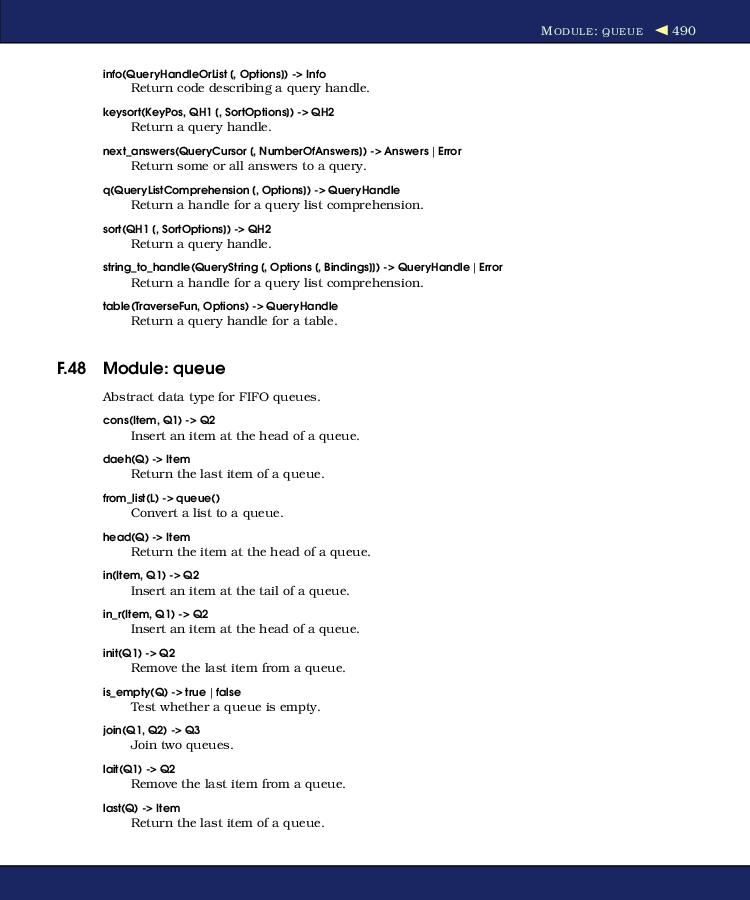 MODULE: QUEUE ◀ 490
info(QueryHandleOrList [, Options]) -> Info
Return code describing a query handle.
keysort(KeyPos, QH1 [, SortOptions]) -> QH2
Return a query handle.
next_answers(QueryCursor [, NumberOfAnswers]) -> Answers | Error
Return some or all answers to a query.
q(QueryListComprehension [, Options]) -> QueryHandle
Return a handle for a query list comprehension.
sort(QH1 [, SortOptions]) -> QH2
Return a query handle.
string_to_handle(QueryString [, Options [, Bindings]]) -> QueryHandle | Error
Return a handle for a query list comprehension.
table(TraverseFun, Options) -> QueryHandle
Return a query handle for a table.
F.48 Module: queue
Abstract data type for FIFO queues.
cons(Item, Q1) -> Q2
Insert an item at the head of a queue.
daeh(Q) -> Item
Return the last item of a queue.
from_list(L) -> queue()
Convert a list to a queue.
head(Q) -> Item
Return the item at the head of a queue.
in(Item, Q1) -> Q2
Insert an item at the tail of a queue.
in_r(Item, Q1) -> Q2
Insert an item at the head of a queue.
init(Q1) -> Q2
Remove the last item from a queue.
is_empty(Q) -> true | false
Test whether a queue is empty.
join(Q1, Q2) -> Q3
Join two queues.
lait(Q1) -> Q2
Remove the last item from a queue.
last(Q) -> Item
Return the last item of a queue.